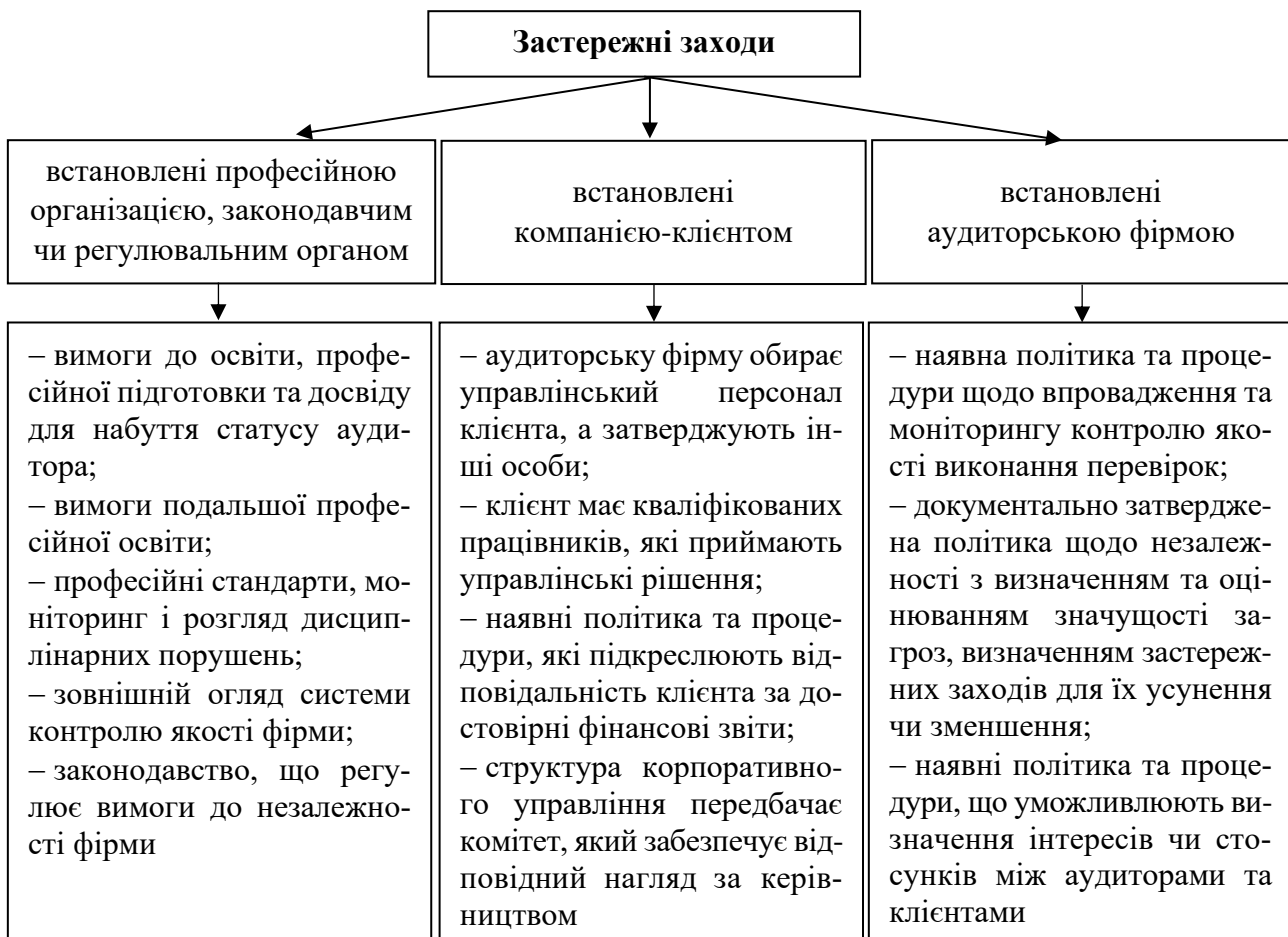 Застережні заходи
встановлені професійною
організацією, законодавчим
чи регулювальним органом
встановлені
компанією-клієнтом
встановлені
аудиторською фірмою
– вимоги до освіти, профе-
сійної підготовки та досвіду
для набуття статусу ауди-
тора;
– вимоги подальшої профе-
сійної освіти;
– професійні стандарти, мо-
ніторинг і розгляд дисцип-
лінарних порушень;
– зовнішній огляд системи
контролю якості фірми;
– законодавство, що регу-
лює вимоги до незалежно-
сті фірми
– аудиторську фірму обирає
управлінський персонал
клієнта, а затверджують ін-
ші особи;
– клієнт має кваліфікованих
працівників, які приймають
управлінські рішення;
– наявні політика та проце-
дури, які підкреслюють від-
повідальність клієнта за до-
стовірні фінансові звіти;
– структура корпоративно-
го управління передбачає
комітет, який забезпечує від-
повідний нагляд за керів-
ництвом
– наявна політика та проце-
дури щодо впровадження та
моніторингу контролю яко-
сті виконання перевірок;
– документально затвердже-
на політика щодо незалеж-
ності з визначенням та оці-
нюванням значущості за-
гроз, визначенням застереж-
них заходів для їх усунення
чи зменшення;
– наявні політика та проце-
дури, що уможливлюють ви-
значення інтересів чи сто-
сунків між аудиторами та
клієнтами